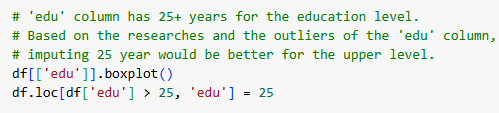 # 'edu' column has 25+ years for the education level.
# Based on the researches and the outliers of the 'edu' column,
# imputing 25 year would be better for the upper level.
df[['edu']].boxplot()
df.loc[df['edu'] > 25, 'edu'] = 25